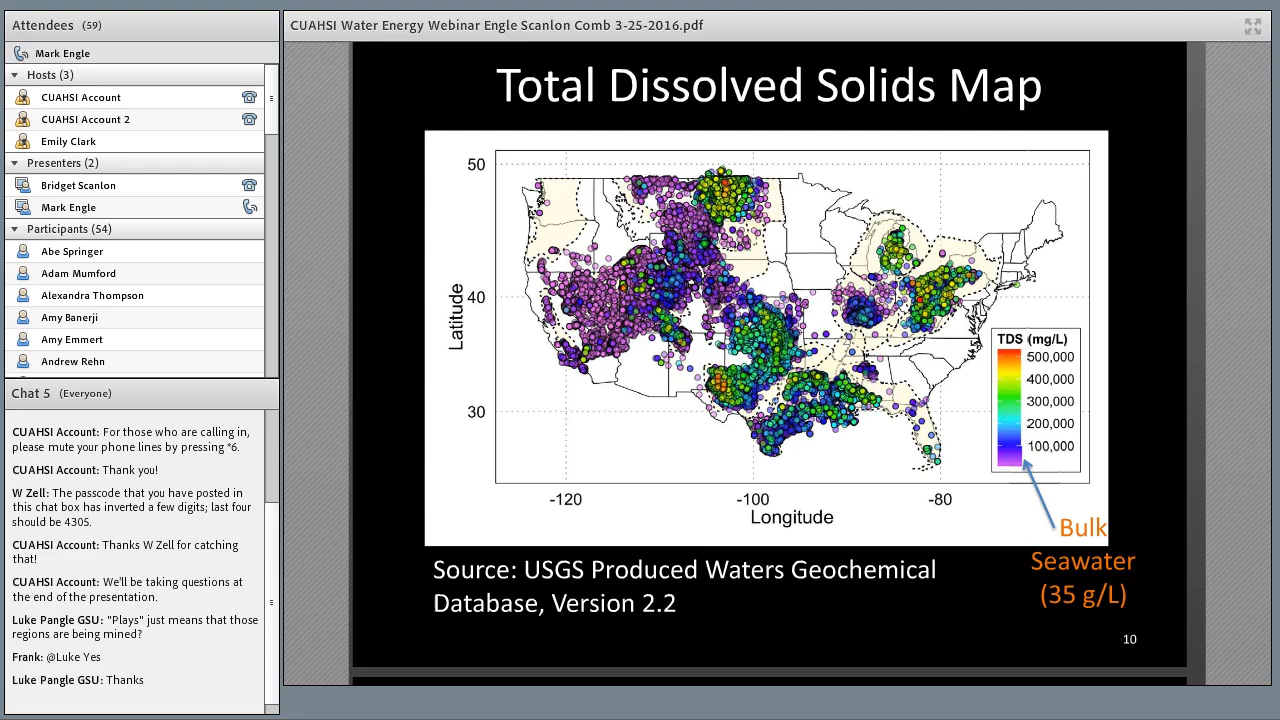 Attendees (59)
Mark Engle
Hosts (3)
CUAHSI Account
CUAHSI Account 2
Emily Clark
Presenters (2)
Bridget Scanlon
Mark Engle
Participants (54)
Abe Springer
Adam Mumford
Alexandra Thompson
Amy Banerji
Amy Emmert
Andrew Rehn
Chat 5 (Everyone)
CUAHSI Account: For those who are calling in,
please mute your phone lines by pressing *6.
CUAHSI Account: Thank you!
W Zell: The passcode that you have posted in
this chat box has inverted a few digits; last four
should be 4305.
CUAHSI Account: Thanks W Zell for catching
that!
CUAHSI Account: We'll be taking questions at
the end of the presentation.
Luke Pangle GSU: "Plays" just means that those
regions are being mined?
Frank: @Luke Yes
Luke Pangle GSU: Thanks
CUAHSI Water Energy Webinar Engle Scanlon Comb 3-25-2016.pdf
Total Dissolved Solids Map
50
40
30
Latitude
-120
-100
-80
Longitude
TDS (mg/L)
500,000
400,000
300,000
200,000
100,000
Bulk
Seawater
(35 g/L)
Source: USGS Produced Waters Geochemical
Database, Version 2.2
10